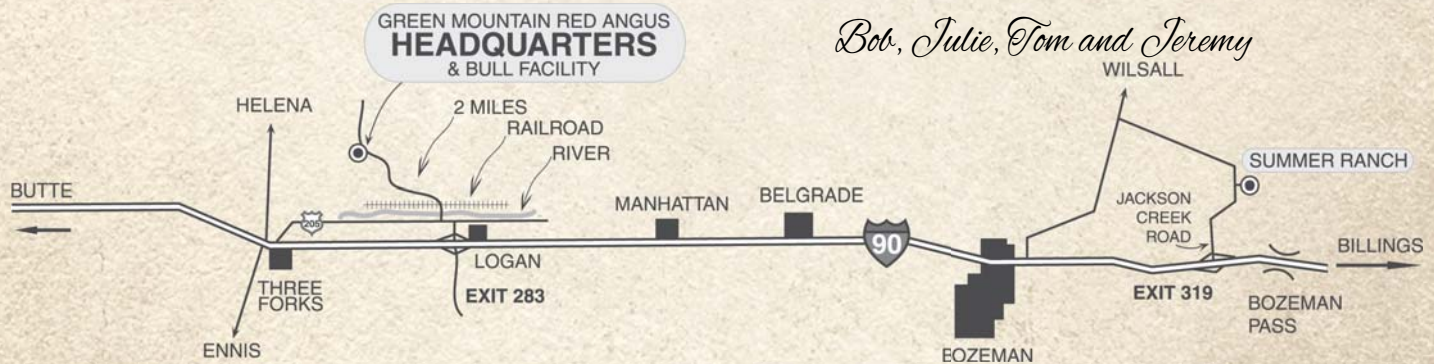 GREEN MOUNTAIN RED ANGUS
HEADQUARTERS
& BULL FACILITY
Bob, Julie, Tom and Jeremy
WILSALL
HELENA
2 MILES
RAILROAD
RIVER
SUMMER RANCH
BUTTE
205
MANHATTAN
BELGRADE
JACKSON
CREEK
ROAD
90
BILLINGS
LOGAN
THREE
FORKS
EXIT 283
EXIT 319
BOZEMAN
PASS
ENNIS
BOZEMAN